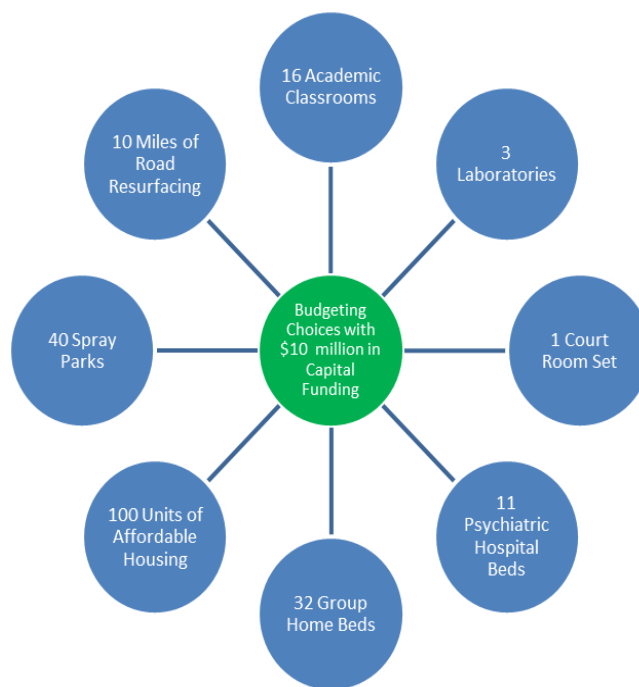 16 Academic
Classrooms
3
Laboratories
1 Court
Room Set
11
Psychiatric
Hospital
Beds
32 Group
Home Beds
100 Units of
Affordable
Housing
40 Spray
Parks
10 Miles of
Road
Resurfacing
Budgeting
Choices with
$10 million in
Capital
Funding